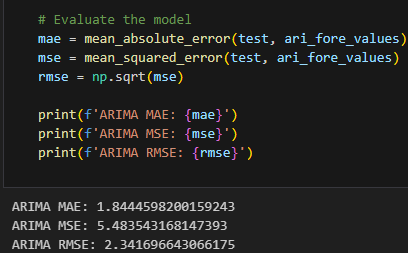 # Evaluate the model
mae = mean_absolute_error(test, ari_fore_values)
mse = mean_squared_error(test, ari_fore_values)
rmse = np.sqrt(mse)
print(f'ARIMA MAE: {mae}')
print(f'ARIMA MSE: {mse}')
print(f'ARIMA RMSE: {rmse}')
ARIMA MAE: 1.8444598200159243
ARIMA MSE: 5.483543168147393
ARIMA RMSE: 2.341696643066175